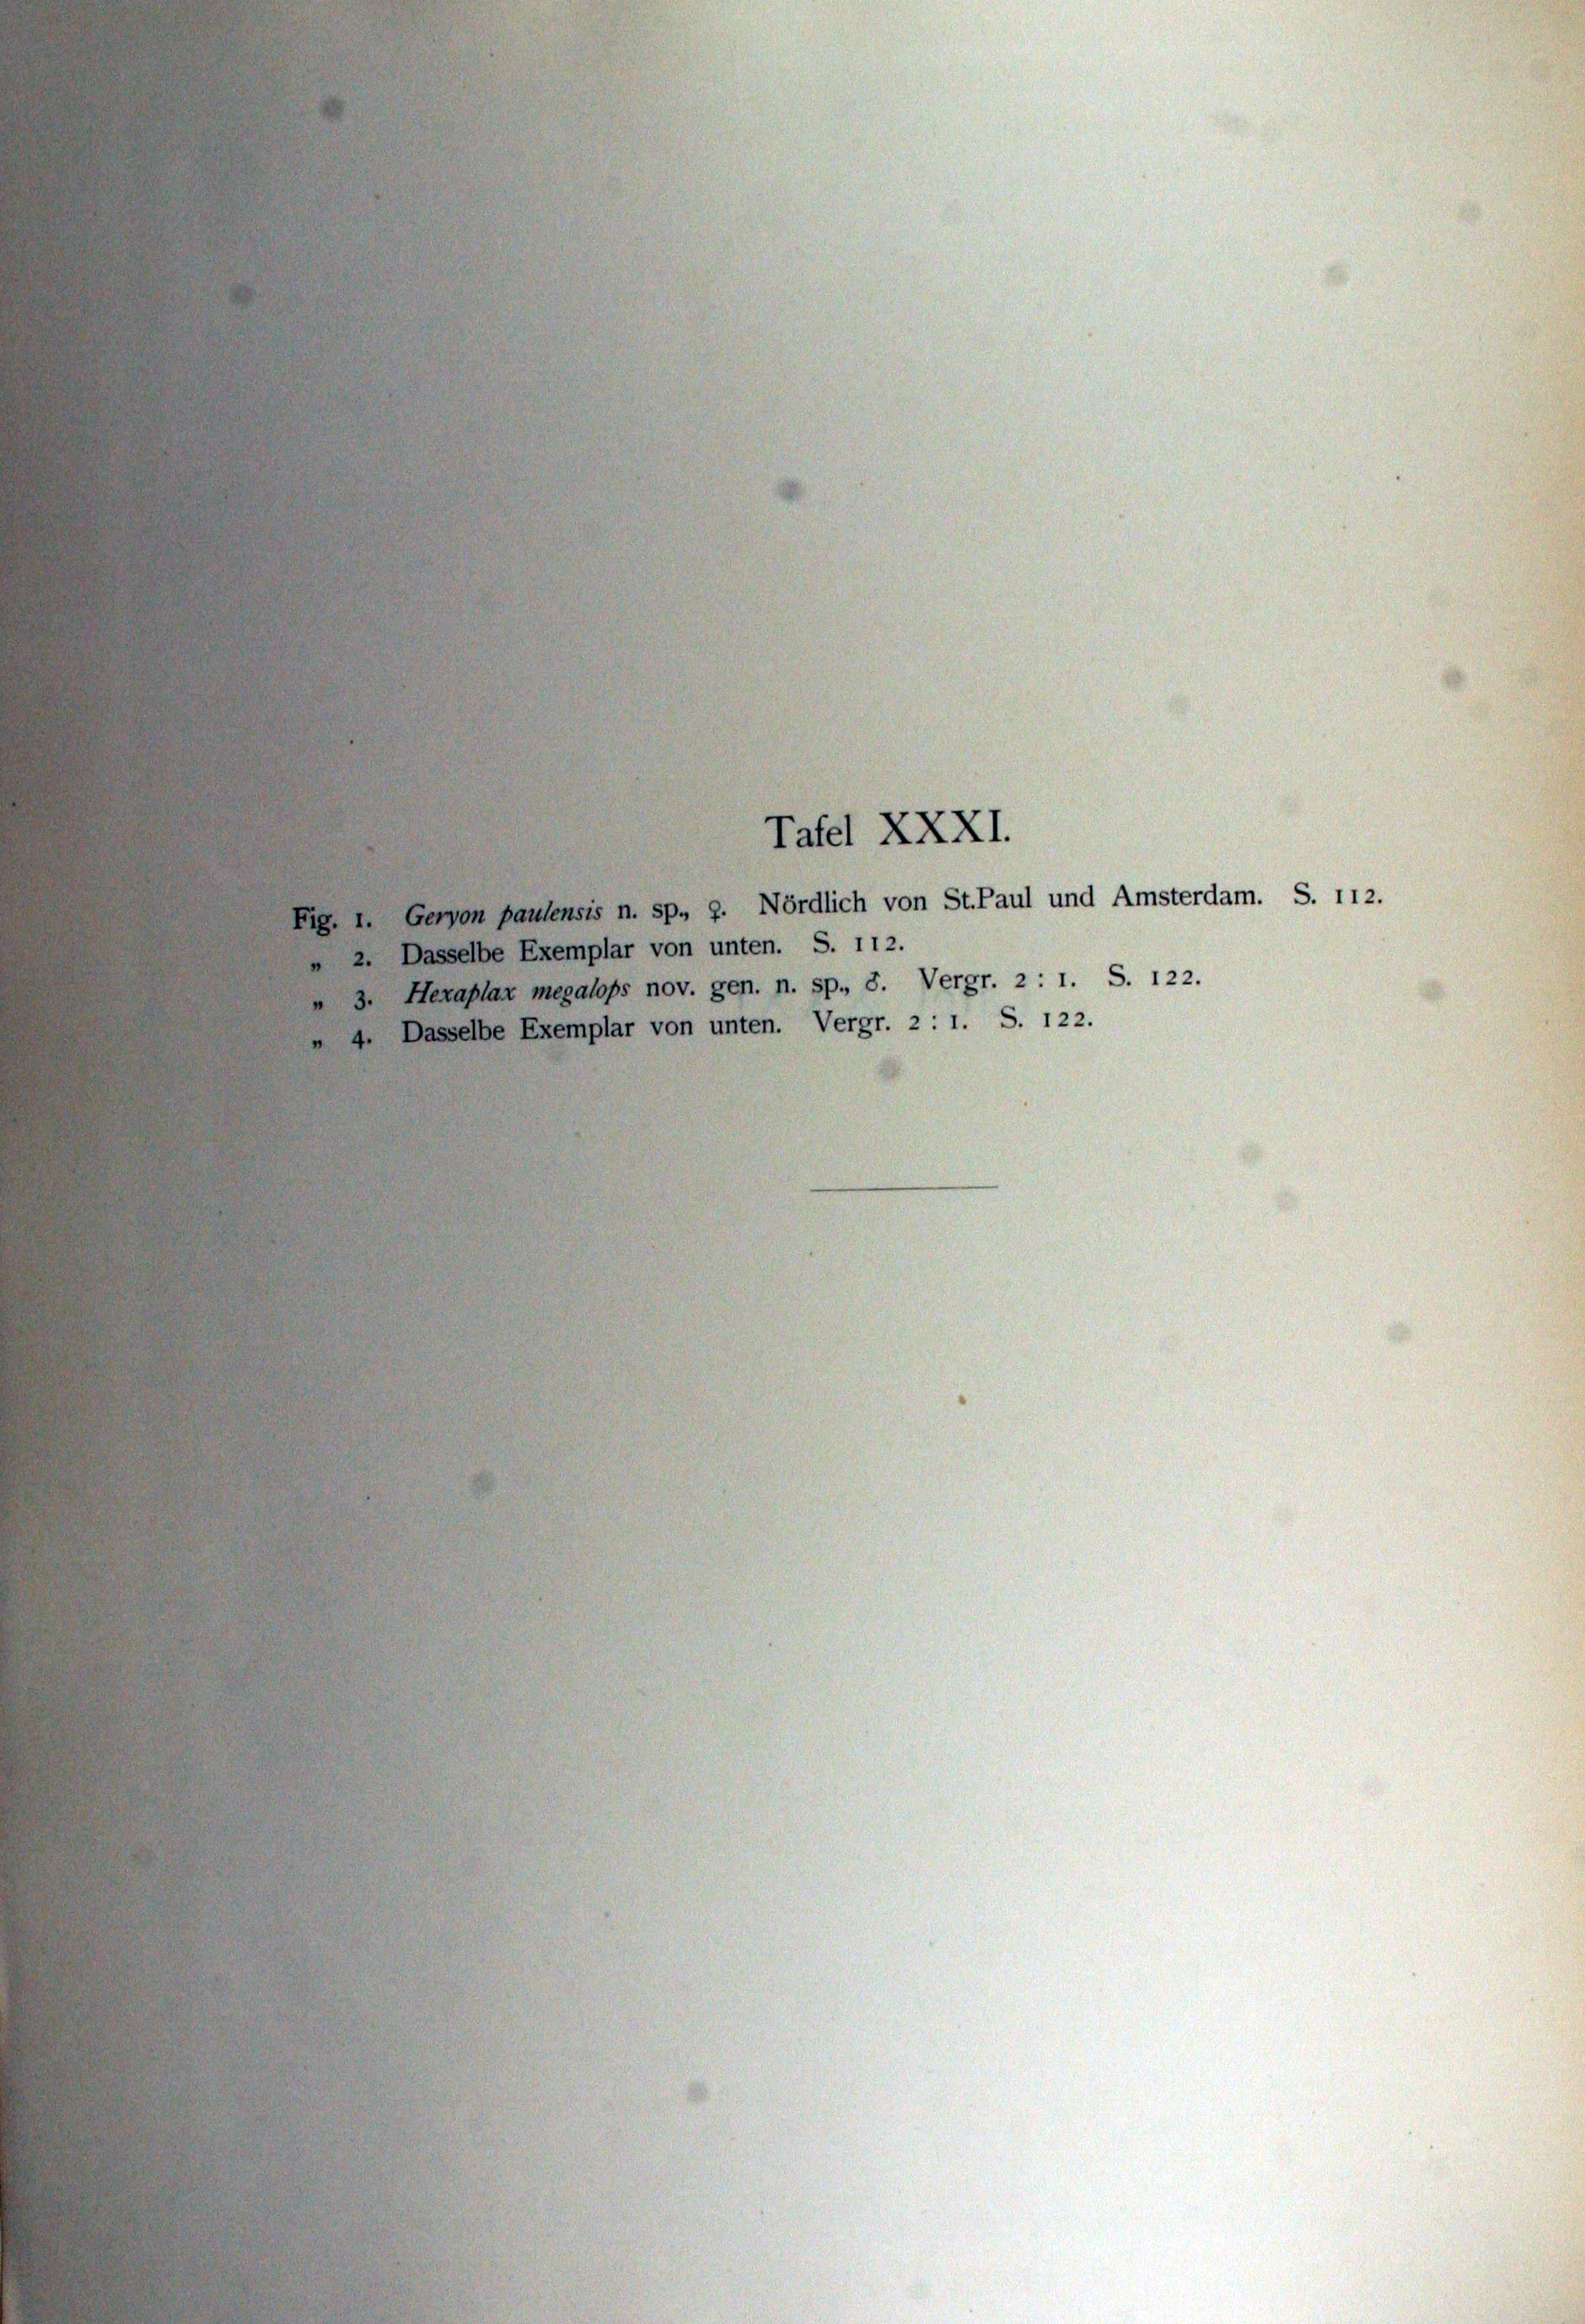 Tafel XXXI.
Fig. 1. Geryon paulensis n. sp., ♀. Nördlich von St.Paul und Amsterdam. S. 112.
„ 2. Dasselbe Exemplar von unten. S. 112.
„ 3. Hexaplax megalops nov. gen. n. sp., ♂. Vergr. 2 : 1. S. 122.
„ 4. Dasselbe Exemplar von unten. Vergr. 2 : 1. S. 122.